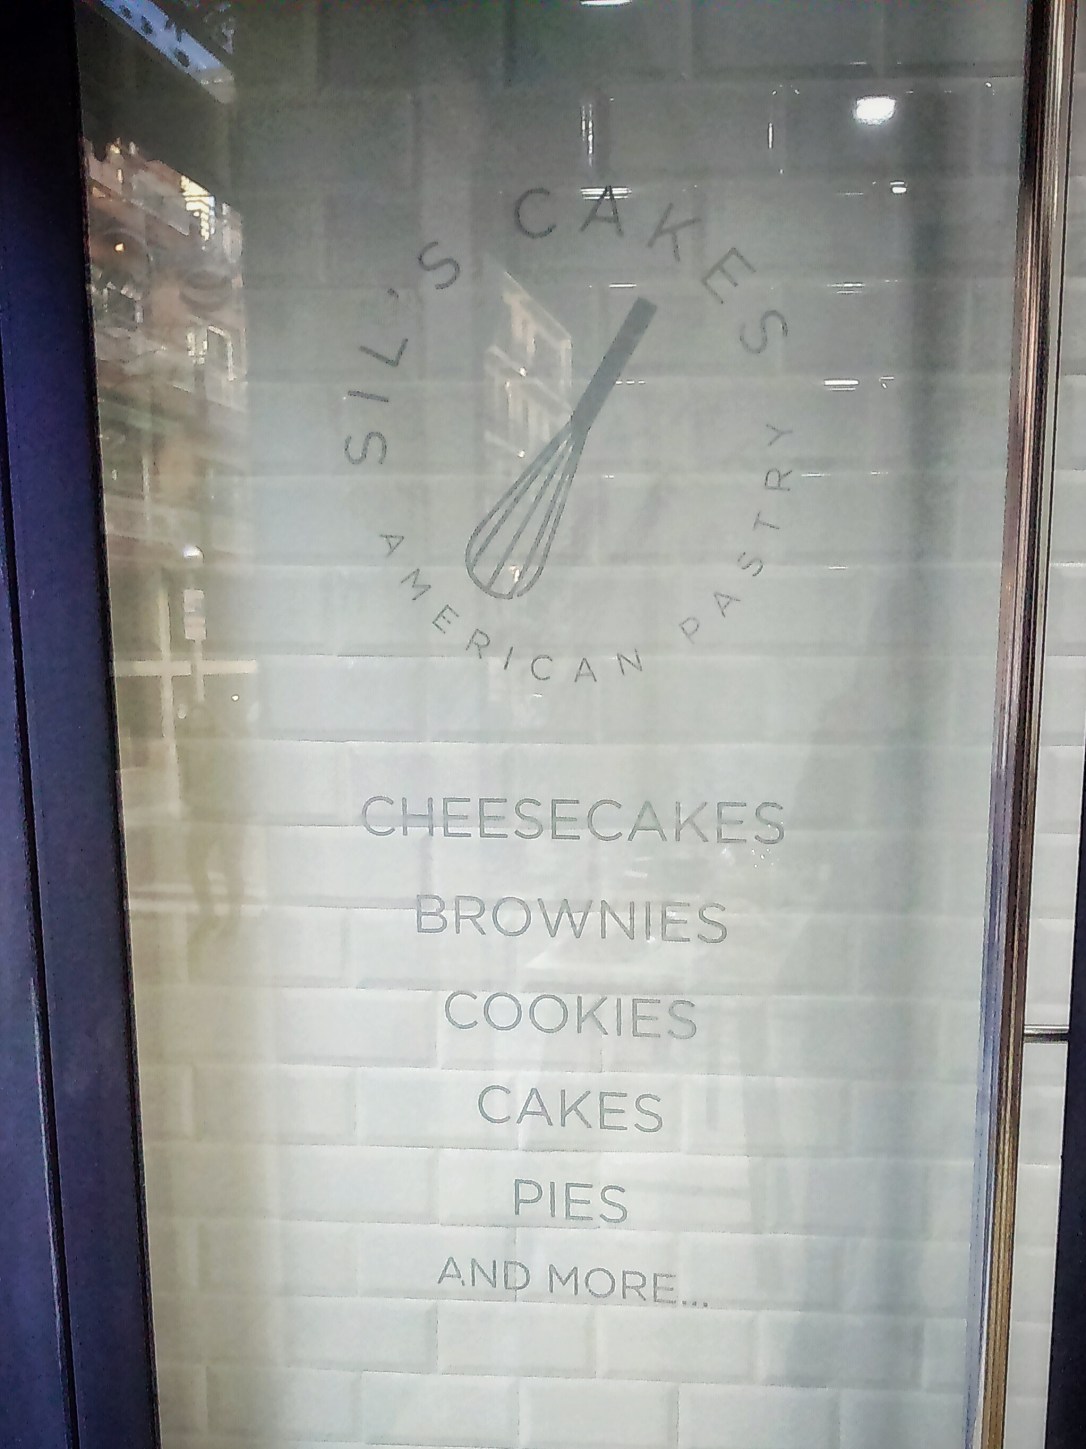 SIL'S CAKES
AMERICAN PASTRY
CHEESECAKES
BROWNIES
COOKIES
CAKES
PIES
AND MORE...